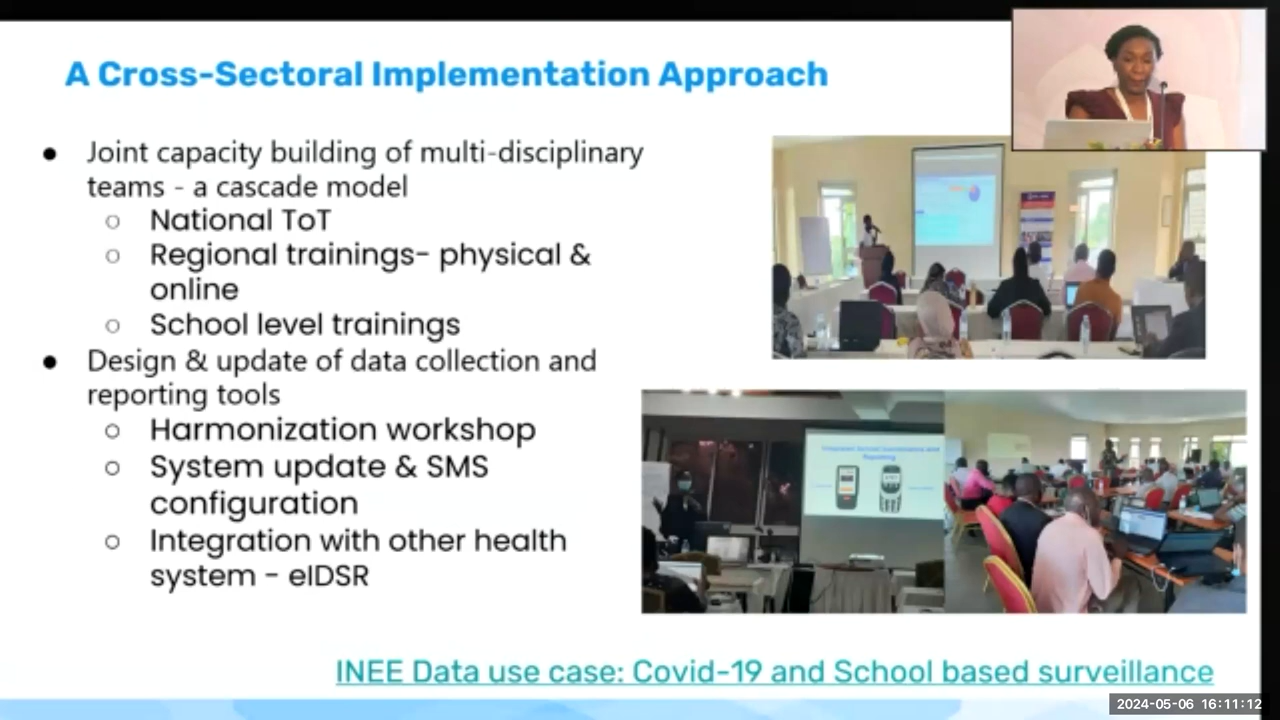 A Cross-Sectoral Implementation Approach
● Joint capacity building of multi-disciplinary
teams - a cascade model
○ National ToT
○ Regional trainings- physical &
online
○ School level trainings
● Design & update of data collection and
reporting tools
○ Harmonization workshop
○ System update & SMS
configuration
○ Integration with other health
system - eIDSR
INEE Data use case: Covid-19 and School based surveillance
2024-05-06 16:11:12